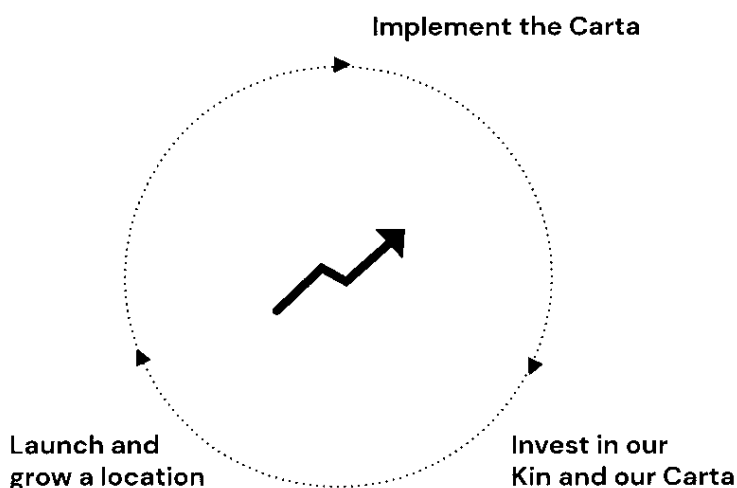 Implement the Carta
Launch and
grow a location
Invest in our
Kin and our Carta